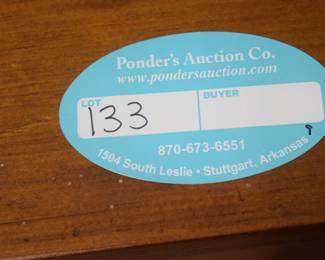 Ponder's Auction Co.
www.pondersauction.com
LOT BUYER
133
870-673-6551
1504 South Leslie • Stuttgart, Arkansas